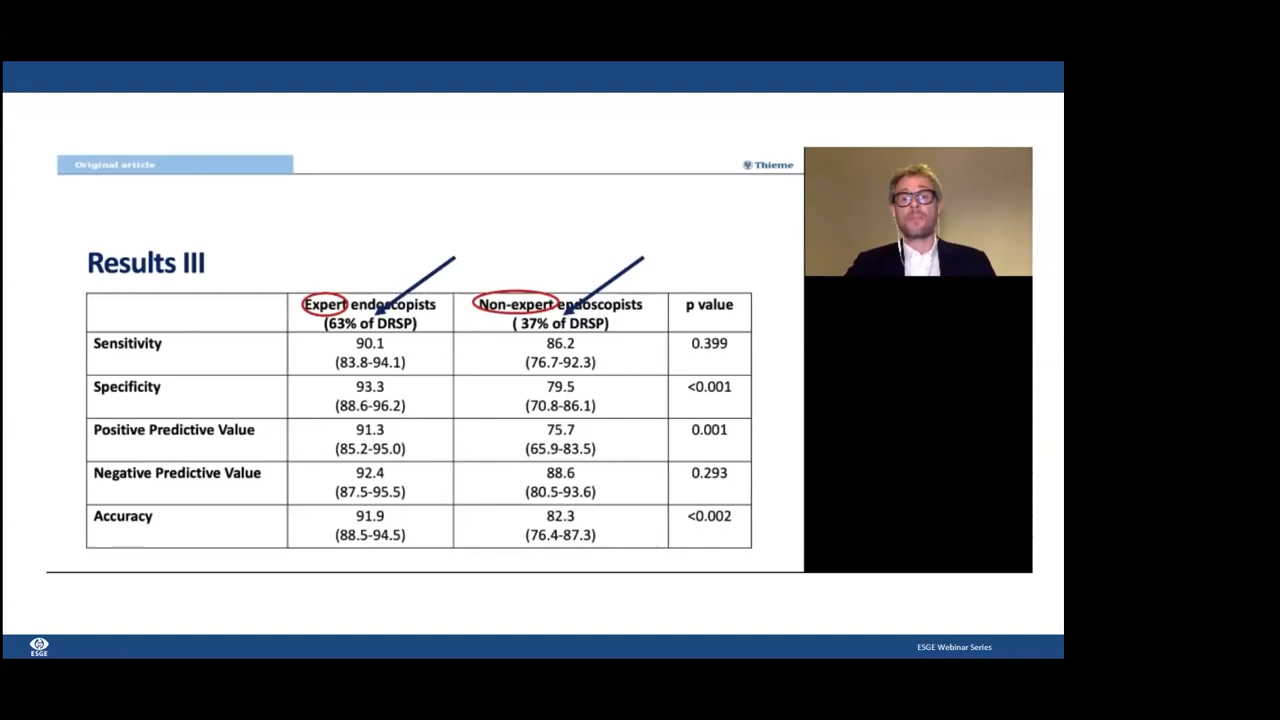 Original article
Thieme
Results III
Expert endoscopists Non-expert endoscopists p value
(63% of DRSP) ( 37% of DRSP)
Sensitivity 90.1 86.2 0.399
(83.8-94.1) (76.7-92.3)
Specificity 93.3 79.5 <0.001
(88.6-96.2) (70.8-86.1)
Positive Predictive Value 91.3 75.7 0.001
(85.2-95.0) (65.9-83.5)
Negative Predictive Value 92.4 88.6 0.293
(87.5-95.5) (80.5-93.6)
Accuracy 91.9 82.3 <0.002
(88.5-94.5) (76.4-87.3)
ESGE
ESGE Webinar Series